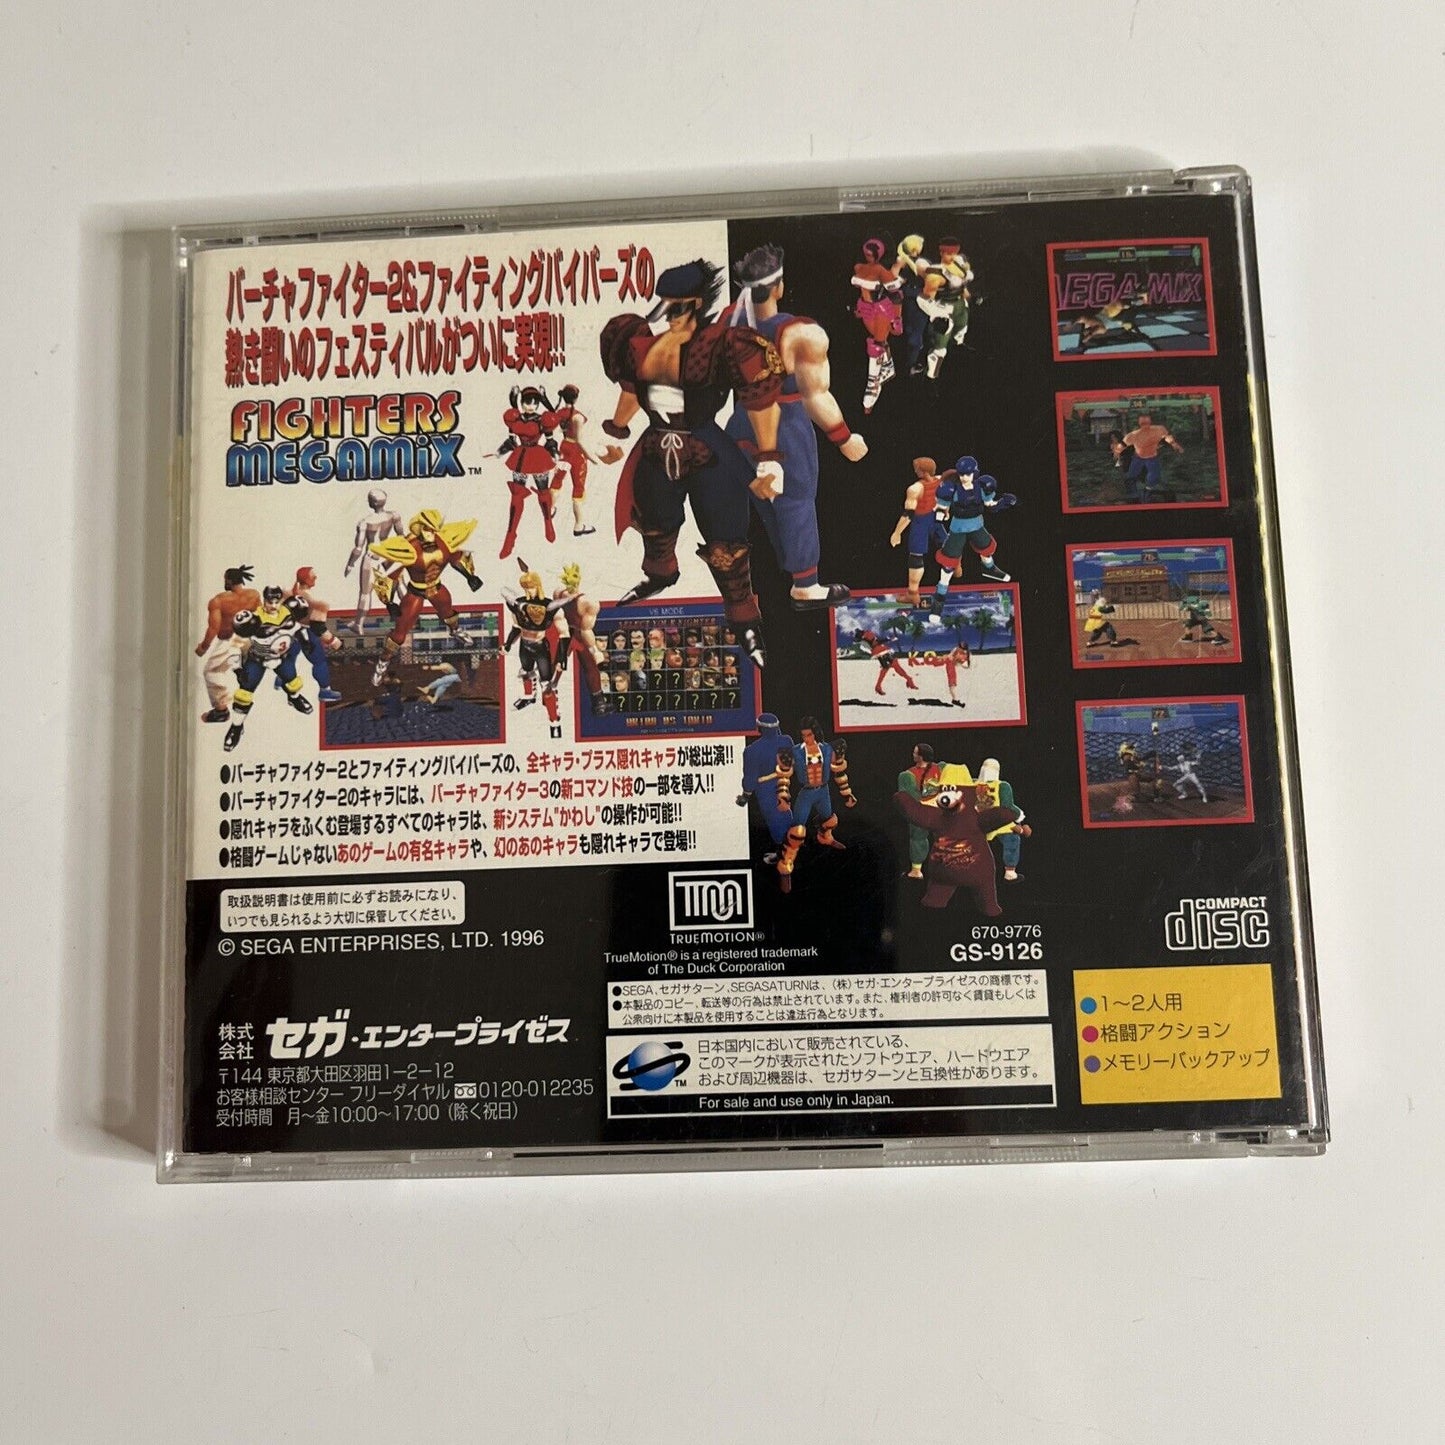 バーチャファイター2&ファイティングバイパーズの
熱き闘いのフェスティバルがついに実現!!
FIGHTERS
MEGAMiX™
MEGAMIX
VS MODE
SELECT YOUR FIGHTER
K.O.
●バーチャファイター2とファイティングバイパーズの、全キャラ・プラス隠れキャラが総出演!!
●バーチャファイター2のキャラには、バーチャファイター3の新コマンド技の一部を導入!!
●隠れキャラをふくむ登場するすべてのキャラは、新システム"かわし"の操作が可能!!
●格闘ゲームじゃないあのゲームの有名キャラや、幻のあのキャラも隠れキャラで登場!!
取扱説明書は使用前に必ずお読みになり、
いつでも見られるよう大切に保管してください。
© SEGA ENTERPRISES, LTD. 1996
TM
TRUEMOTION®
TrueMotion® is a registered trademark
of The Duck Corporation
670-9776
GS-9126
COMPACT
disc
株式会社 セガ・エンタープライゼス
〒144 東京都大田区羽田1-2-12
お客様相談センター フリーダイヤル 0120-012235
受付時間 月〜金10:00〜17:00（除く祝日）
●SEGA、セガサターン、SEGASATURNは、（株）セガ・エンタープライゼスの商標です。
●本製品のコピー、転送等の行為は禁止されています。また、権利者の許可なく賃貸もしくは
公衆向けに本製品を使用することは違法行為となります。
日本国内において販売されている、
このマークが表示されたソフトウエア、ハードウエア
および周辺機器は、セガサターンと互換性があります。
TM
For sale and use only in Japan.
●1〜2人用
●格闘アクション
●メモリーバックアップ